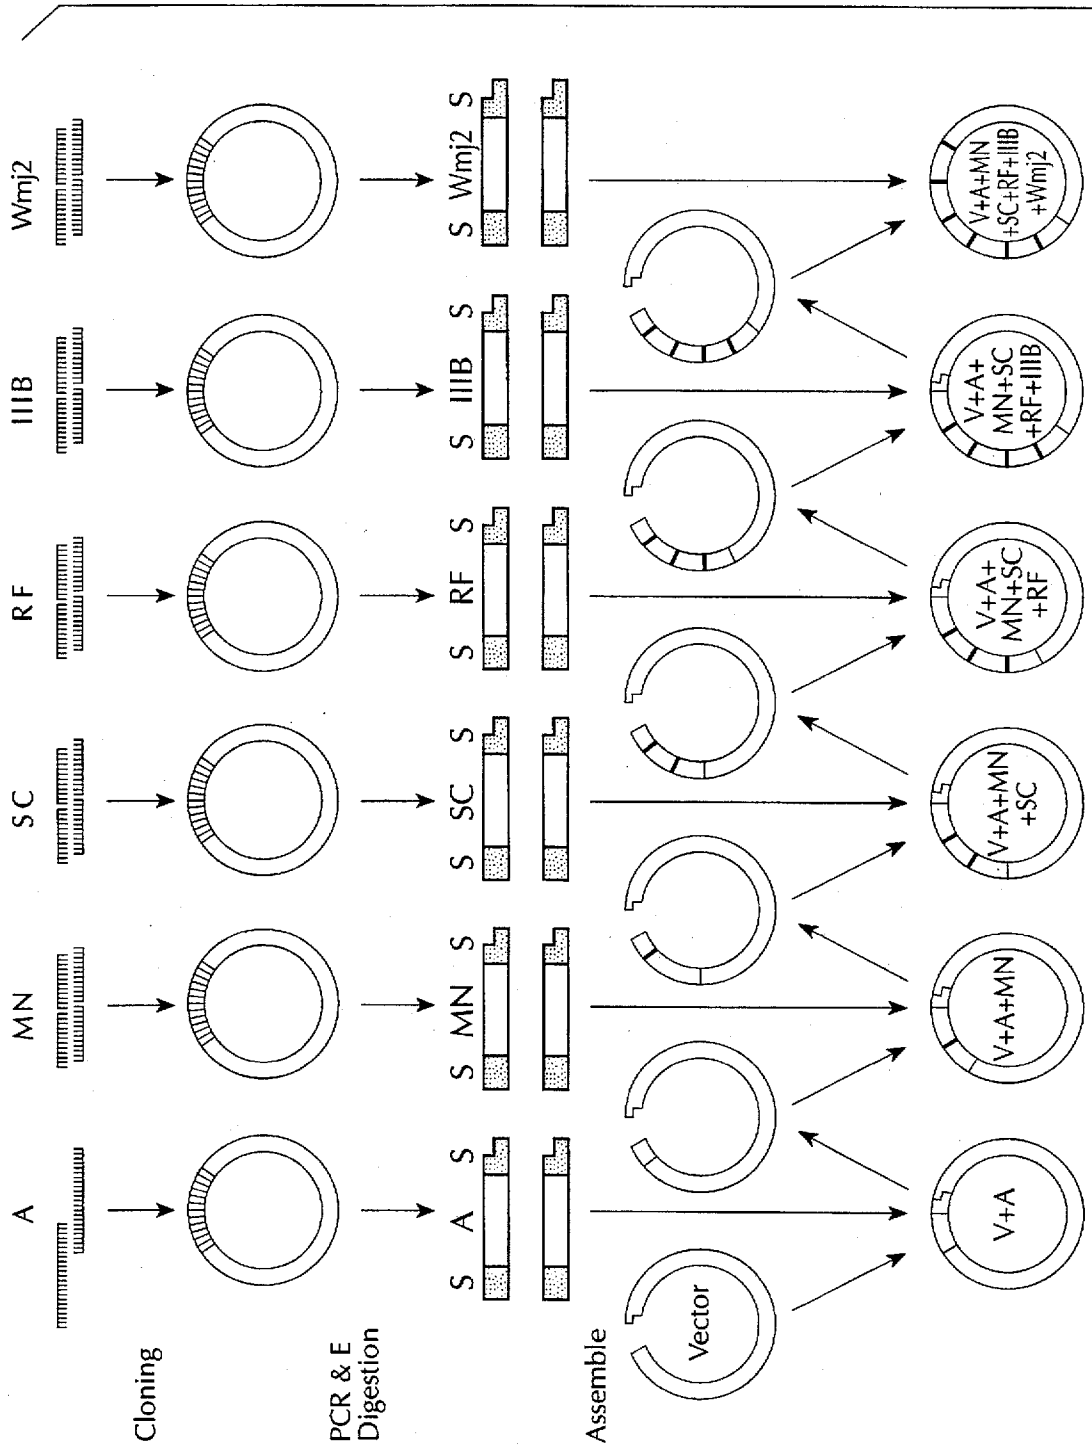 A
MN
SC
RF
IIIB
Wmj2
Cloning
PCR & E
Digestion
S A S
S MN S
S SC S
S RF S
S IIIB S
S Wmj2 S
Assemble
Vector
V+A
V+A+MN
V+A+MN
+SC
V+A+
MN+SC
+RF
V+A+
MN+SC
+RF+IIIB
V+A+MN
+SC+RF+IIIB
+Wmj2